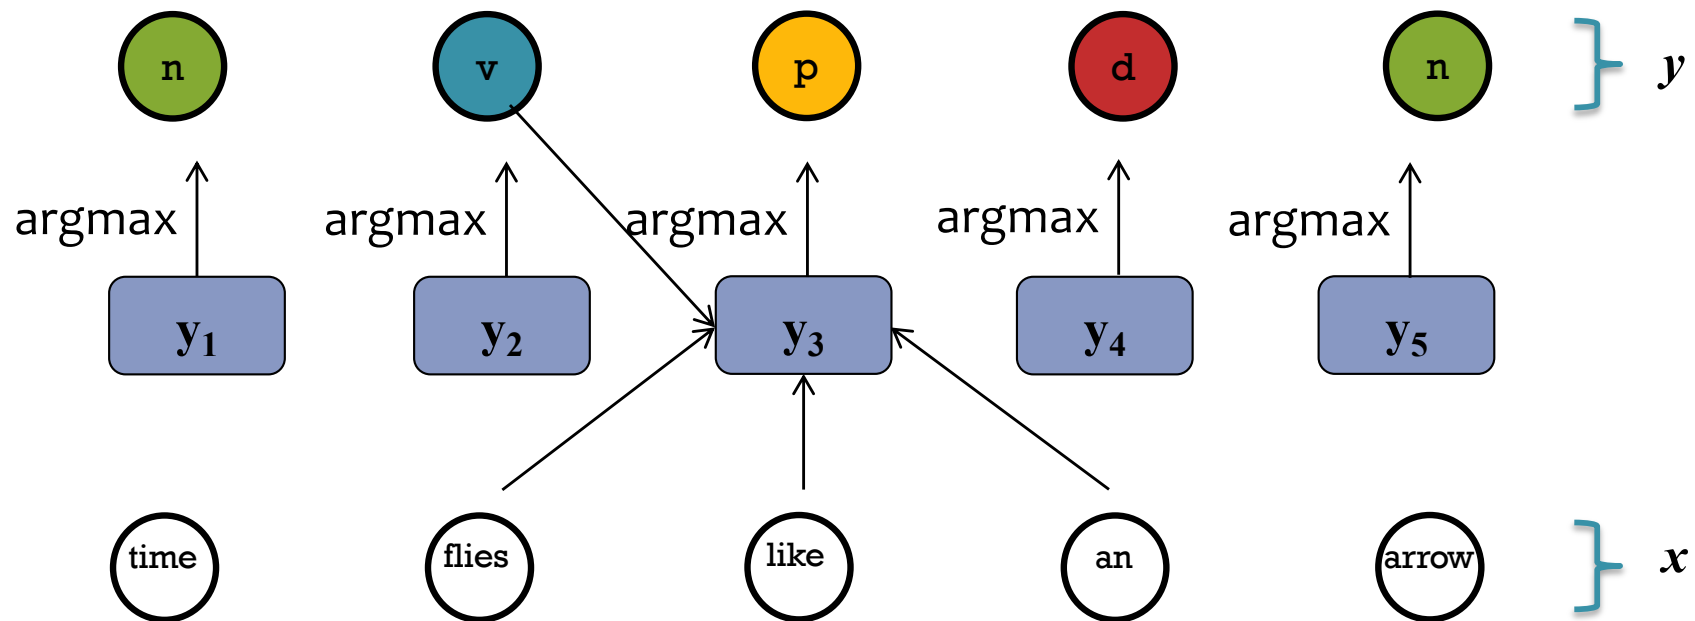 n v p d n y
argmax argmax argmax argmax argmax
y1 y2 y3 y4 y5
time flies like an arrow x